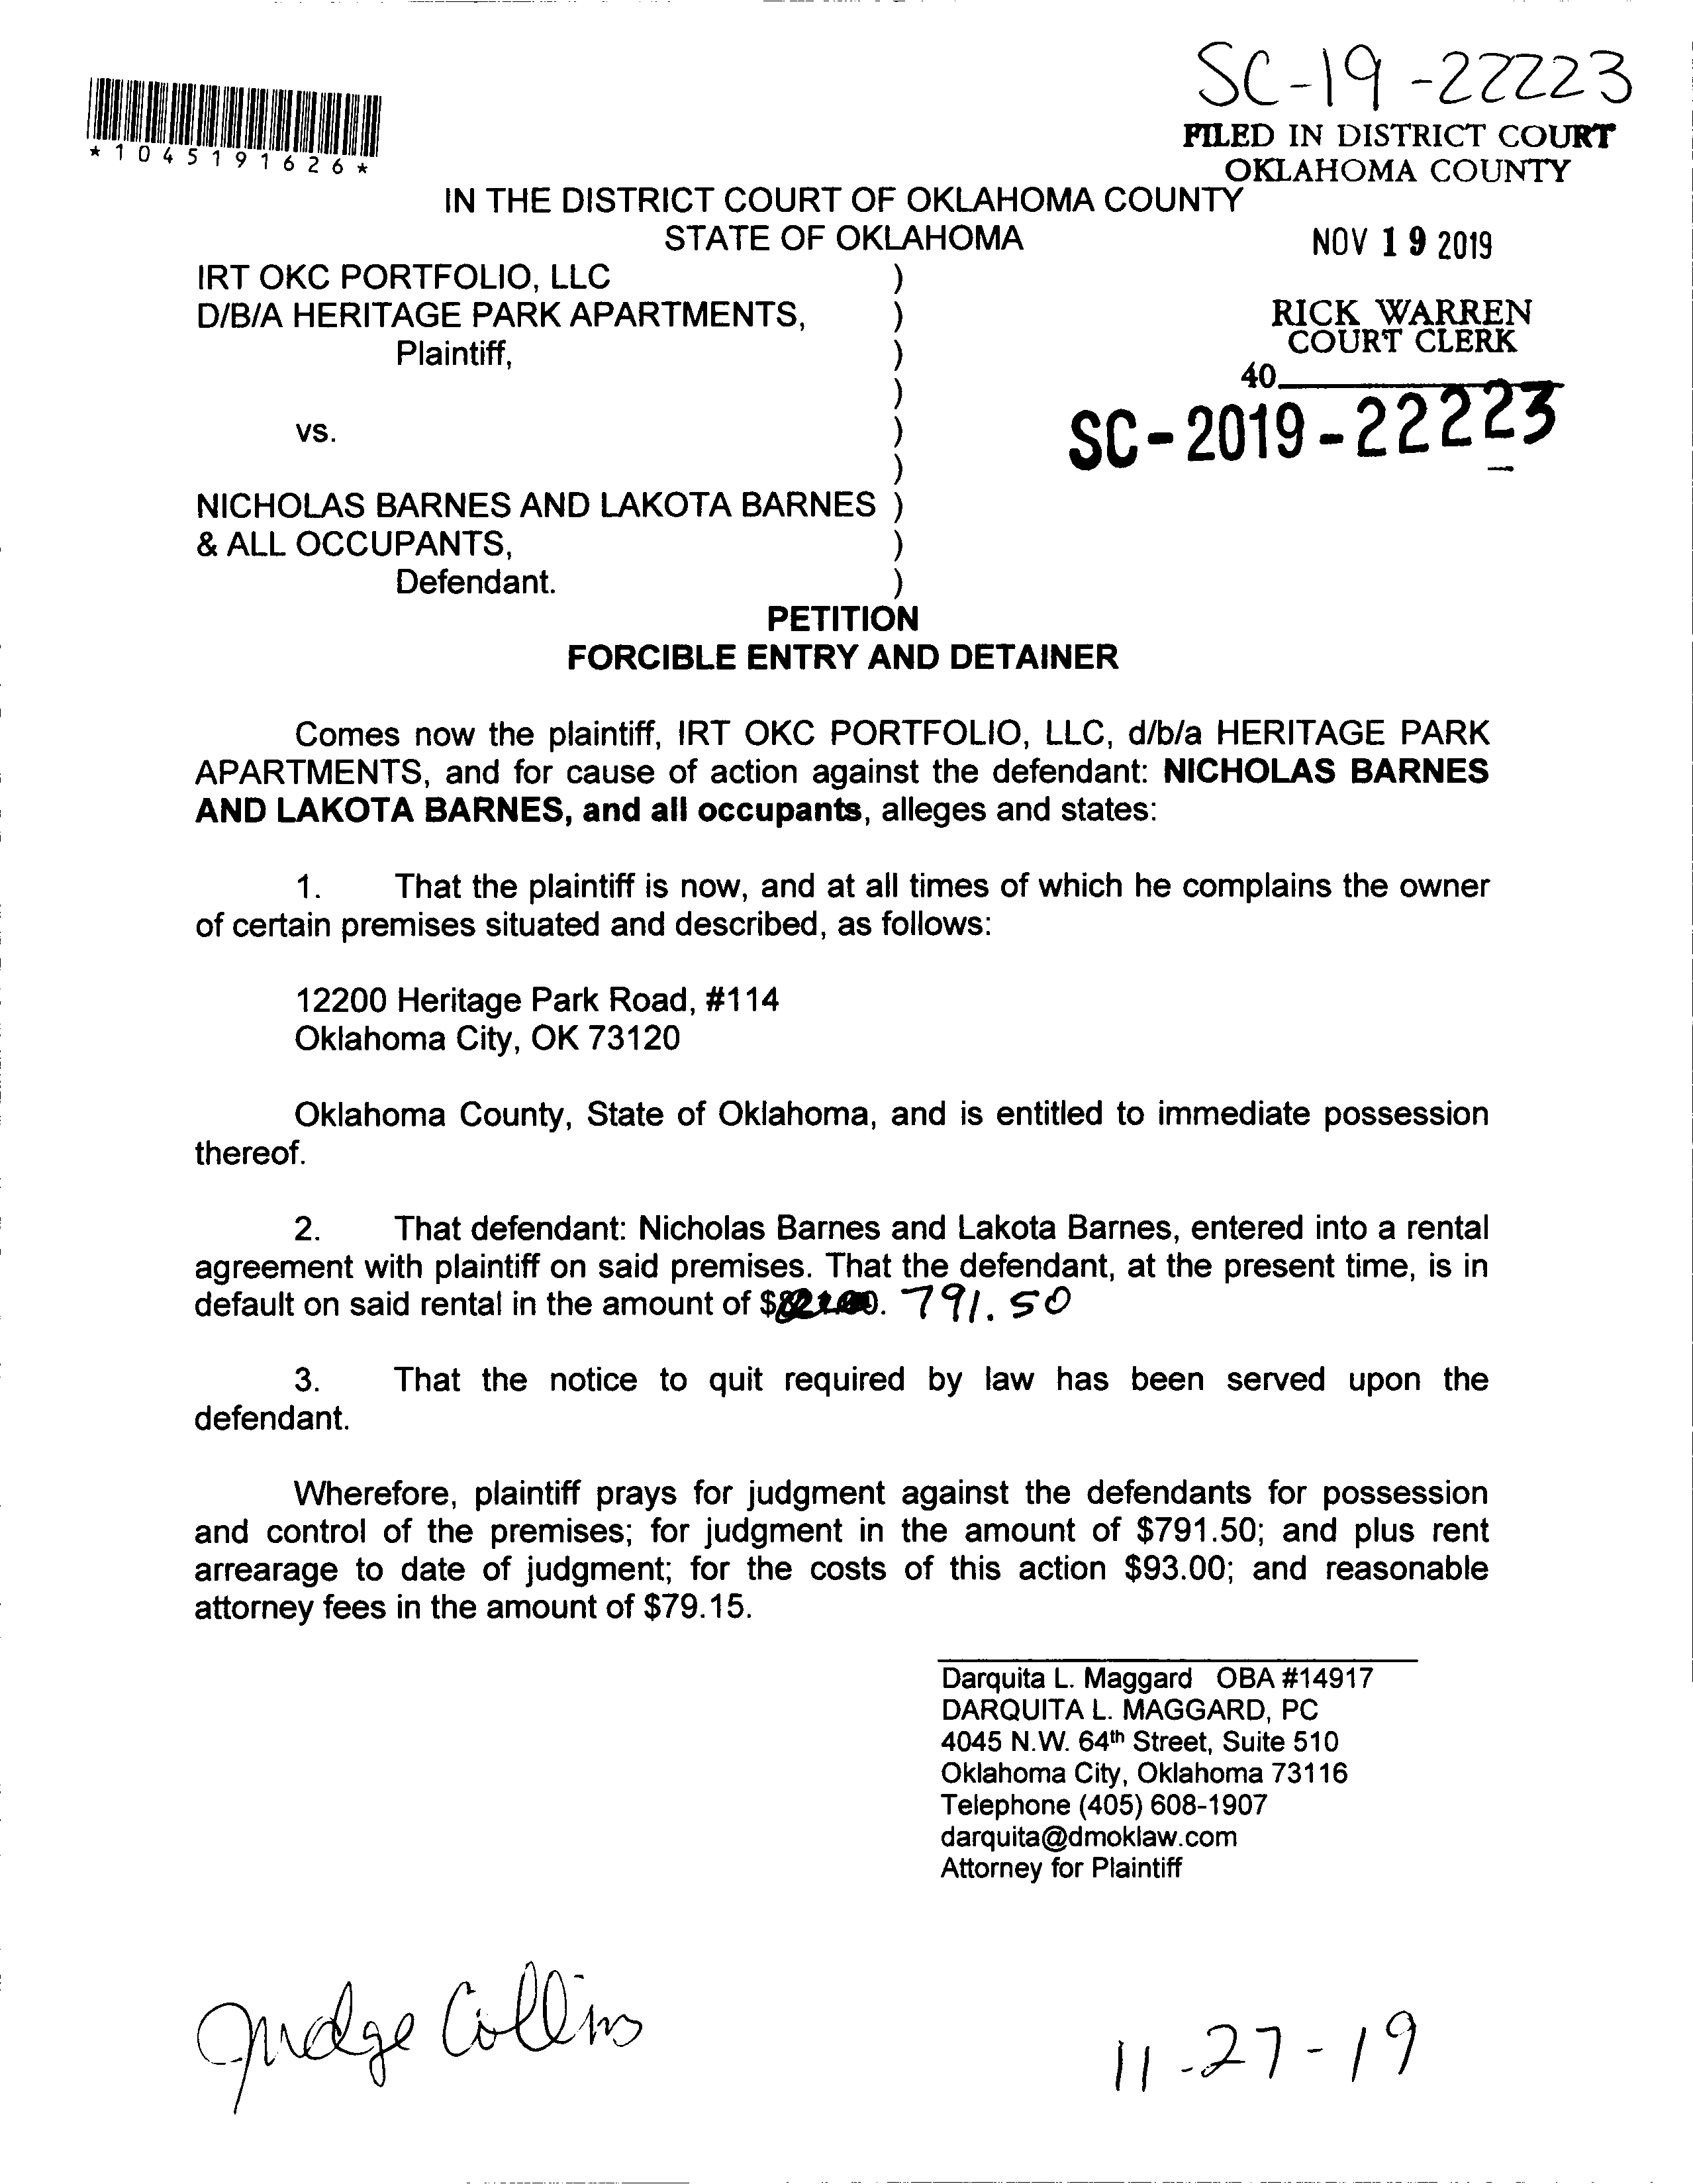 SC-19-22223
FILED IN DISTRICT COURT
OKLAHOMA COUNTY
*1045191626*
IN THE DISTRICT COURT OF OKLAHOMA COUNTY
STATE OF OKLAHOMA
NOV 19 2019
IRT OKC PORTFOLIO, LLC )
D/B/A HERITAGE PARK APARTMENTS, )
Plaintiff, )
)
RICK WARREN
COURT CLERK
40
vs. )
)
SC-2019-22223
NICHOLAS BARNES AND LAKOTA BARNES )
& ALL OCCUPANTS, )
Defendant. )
PETITION
FORCIBLE ENTRY AND DETAINER
Comes now the plaintiff, IRT OKC PORTFOLIO, LLC, d/b/a HERITAGE PARK
APARTMENTS, and for cause of action against the defendant: NICHOLAS BARNES
AND LAKOTA BARNES, and all occupants, alleges and states:
1. That the plaintiff is now, and at all times of which he complains the owner
of certain premises situated and described, as follows:
12200 Heritage Park Road, #114
Oklahoma City, OK 73120
Oklahoma County, State of Oklahoma, and is entitled to immediate possession
thereof.
2. That defendant: Nicholas Barnes and Lakota Barnes, entered into a rental
agreement with plaintiff on said premises. That the defendant, at the present time, is in
default on said rental in the amount of $ 791.50
3. That the notice to quit required by law has been served upon the
defendant.
Wherefore, plaintiff prays for judgment against the defendants for possession
and control of the premises; for judgment in the amount of $791.50; and plus rent
arrearage to date of judgment; for the costs of this action $93.00; and reasonable
attorney fees in the amount of $79.15.
Darquita L. Maggard OBA #14917
DARQUITA L. MAGGARD, PC
4045 N.W. 64th Street, Suite 510
Oklahoma City, Oklahoma 73116
Telephone (405) 608-1907
darquita@dmoklaw.com
Attorney for Plaintiff
Judge Collins
11-27-19